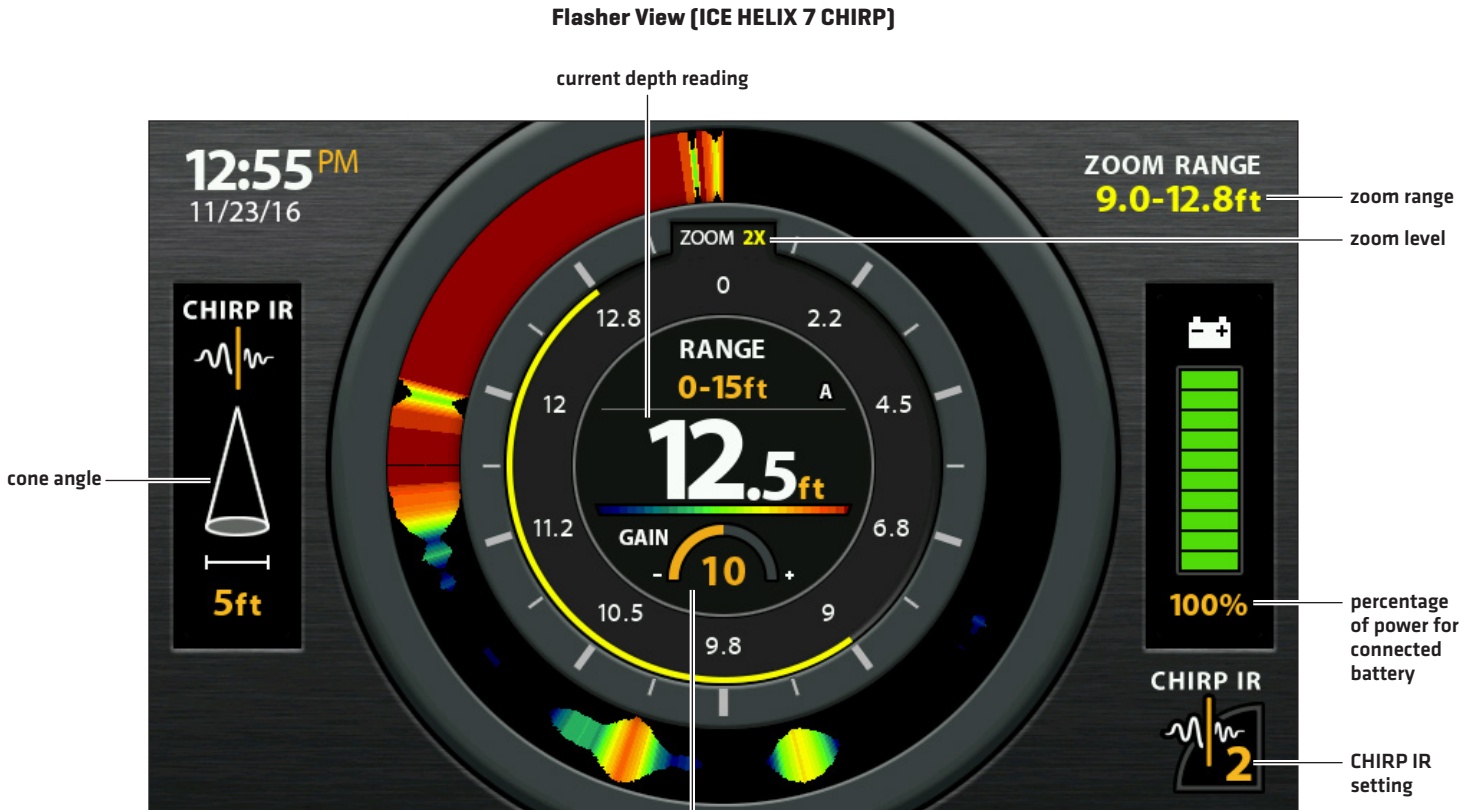 Flasher View (ICE HELIX 7 CHIRP)
current depth reading
12:55 PM
11/23/16
ZOOM RANGE
9.0-12.8ft
zoom range
ZOOM 2X
zoom level
CHIRP IR
5ft
cone angle
0
2.2
4.5
6.8
9
9.8
10.5
11.2
12
12.8
RANGE
0-15ft
A
12.5ft
GAIN
- 10 +
- +
100%
percentage
of power for
connected
battery
CHIRP IR
2
CHIRP IR
setting